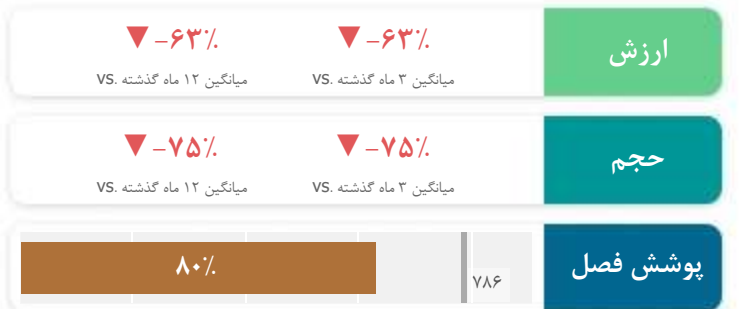 ارزش
▼ -۶۳٪ ▼ -۶۳٪
میانگین ۳ ماه گذشته .VS میانگین ۱۲ ماه گذشته .VS
حجم
▼ -۷۵٪ ▼ -۷۵٪
میانگین ۳ ماه گذشته .VS میانگین ۱۲ ماه گذشته .VS
پوشش فصل
۷۸۶
۸۰٪